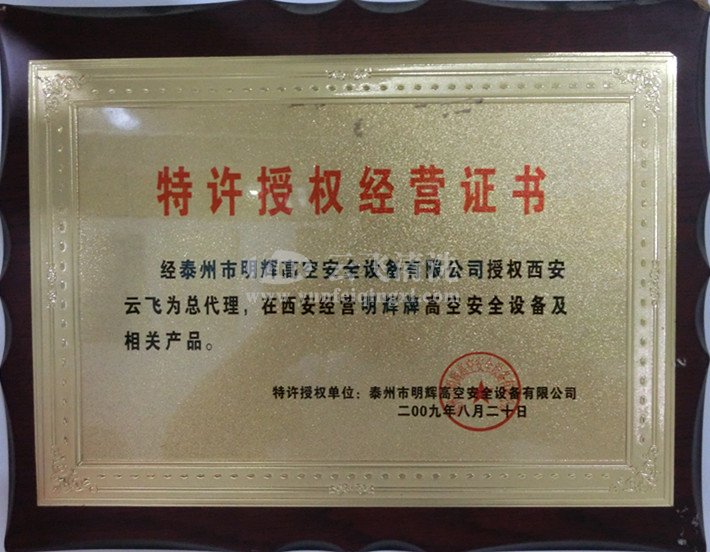 特许授权经营证书
经泰州市明辉高空安全设备有限公司授权西安
云飞为总代理，在西安经营明辉牌高空安全设备及
相关产品。
特许授权单位：泰州市明辉高空安全设备有限公司
二00九年八月二十日
云飞清洗